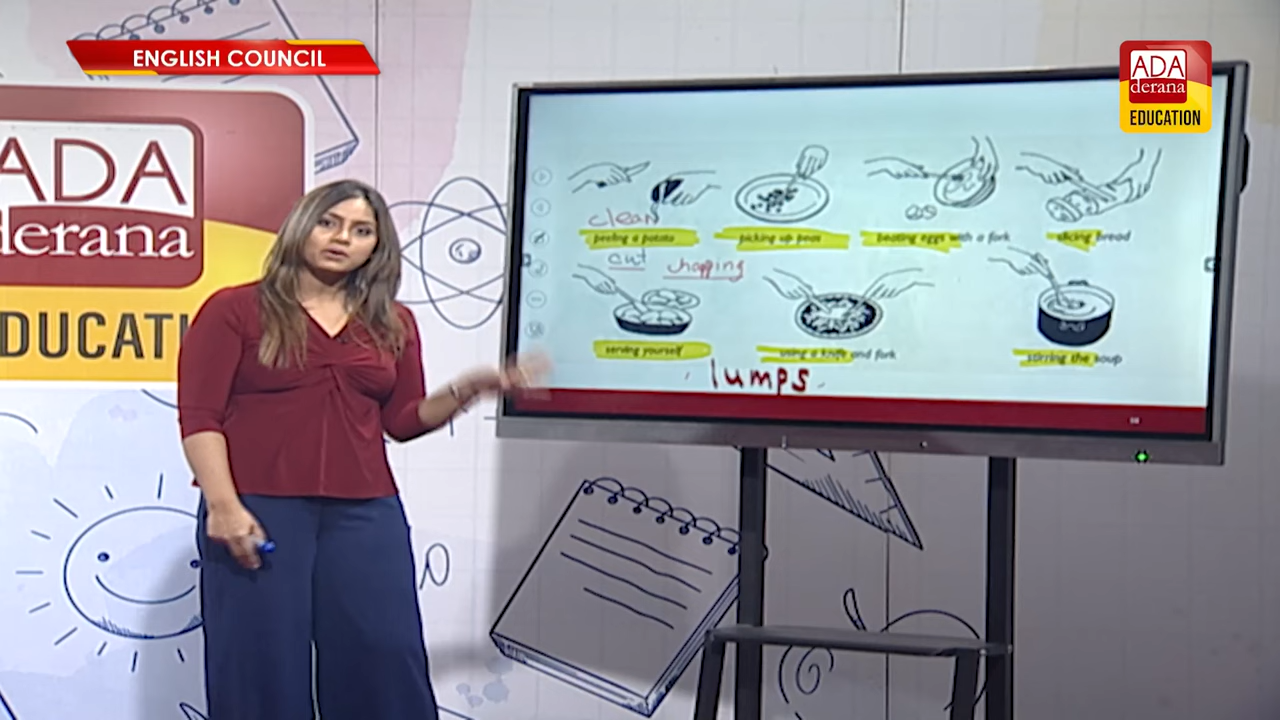 ENGLISH COUNCIL
ADA
derana
EDUCATION
ADA
derana
EDUCATI
clean
peeling a potato
picking up peas
beating eggs with a fork
slicing bread
cut chopping
serving yourself
using a knife and fork
stirring the soup
lumps